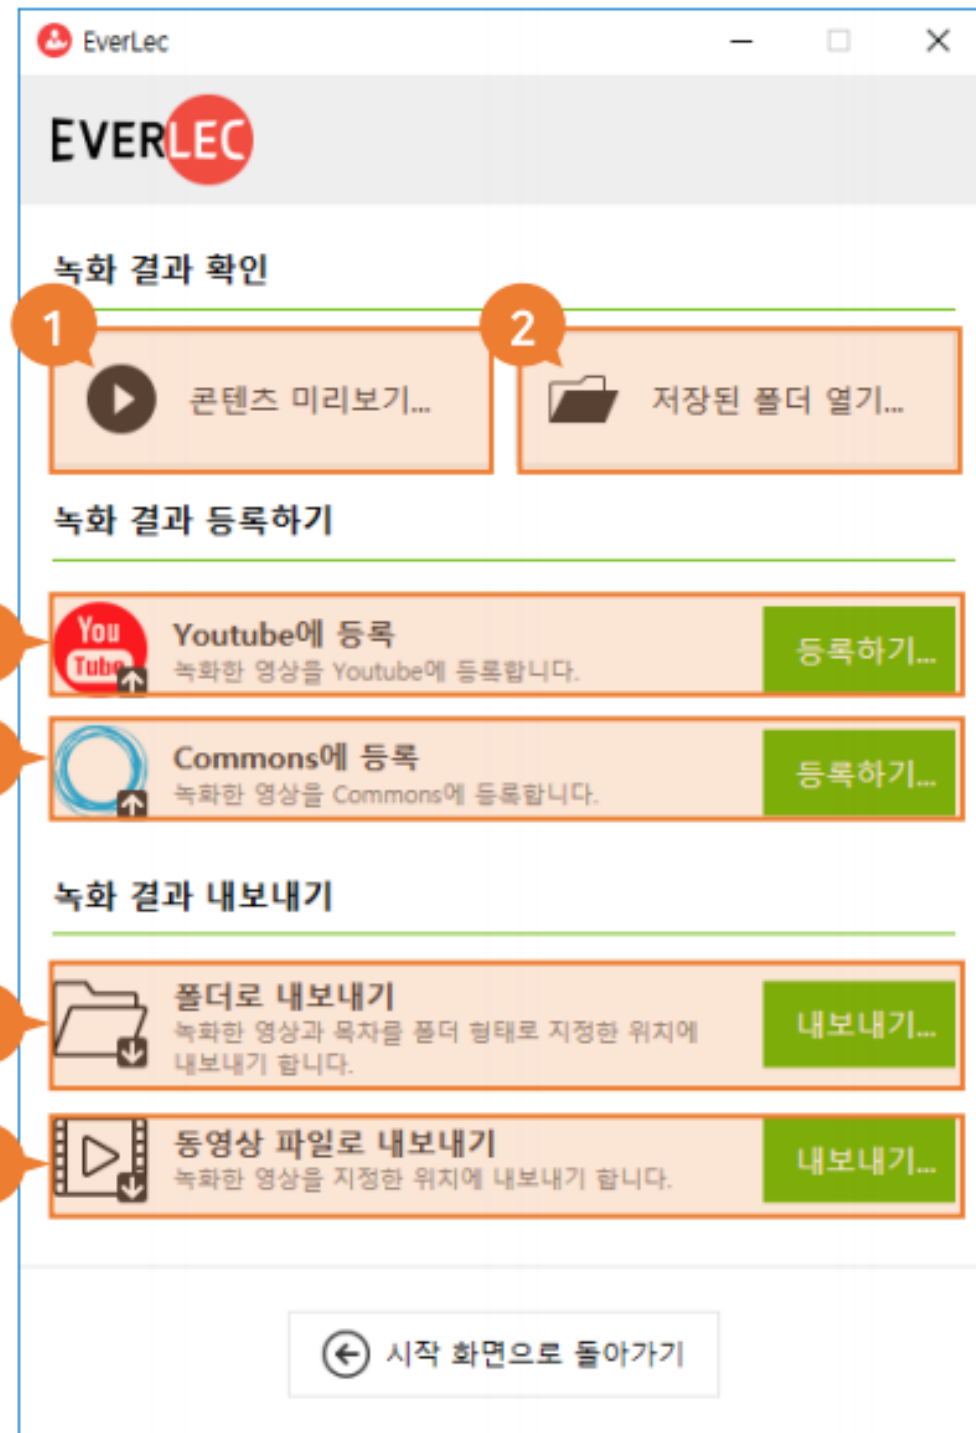 EverLec
EVERLEC
녹화 결과 확인
1
2
콘텐츠 미리보기...
저장된 폴더 열기...
녹화 결과 등록하기
You
Tube
Youtube에 등록
녹화한 영상을 Youtube에 등록합니다.
등록하기...
Commons에 등록
녹화한 영상을 Commons에 등록합니다.
등록하기...
녹화 결과 내보내기
폴더로 내보내기
녹화한 영상과 목차를 폴더 형태로 지정한 위치에
내보내기 합니다.
내보내기...
동영상 파일로 내보내기
녹화한 영상을 지정한 위치에 내보내기 합니다.
내보내기...
시작 화면으로 돌아가기